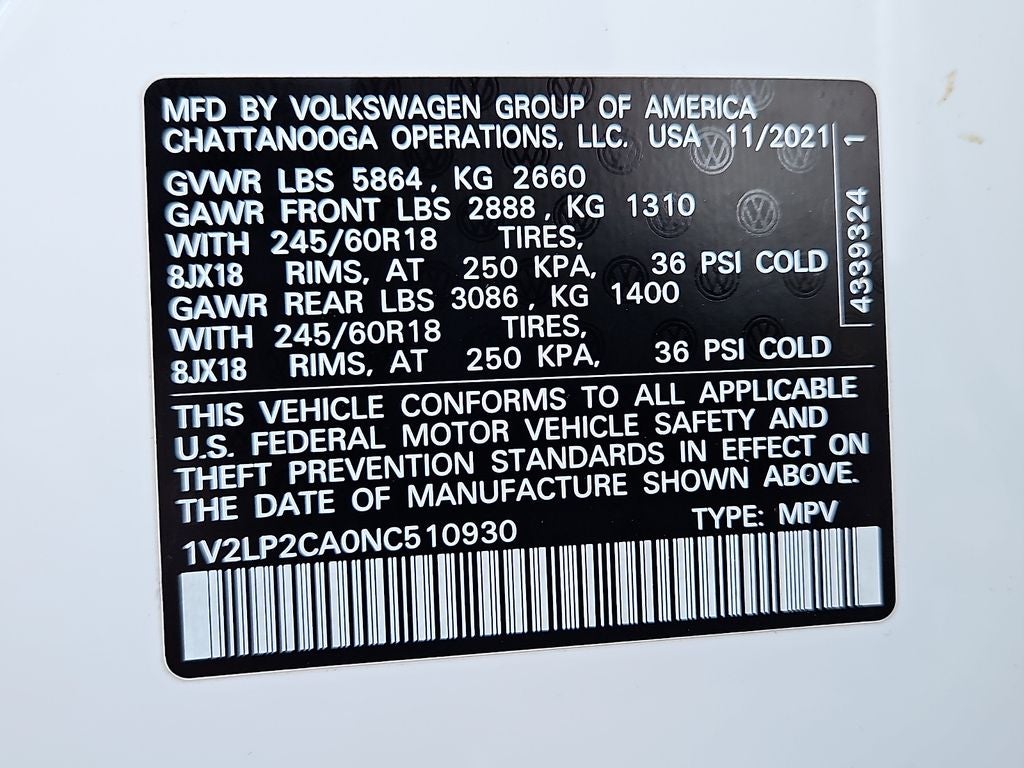 MFD BY VOLKSWAGEN GROUP OF AMERICA
CHATTANOOGA OPERATIONS, LLC. USA 11/2021
GVWR LBS 5864, KG 2660
GAWR FRONT LBS 2888, KG 1310
WITH 245/60R18 TIRES,
8JX18 RIMS, AT 250 KPA, 36 PSI COLD
GAWR REAR LBS 3086, KG 1400
WITH 245/60R18 TIRES,
8JX18 RIMS, AT 250 KPA, 36 PSI COLD
4339324 1
THIS VEHICLE CONFORMS TO ALL APPLICABLE
U.S. FEDERAL MOTOR VEHICLE SAFETY AND
THEFT PREVENTION STANDARDS IN EFFECT ON
THE DATE OF MANUFACTURE SHOWN ABOVE.
1V2LP2CA0NC510930 TYPE: MPV